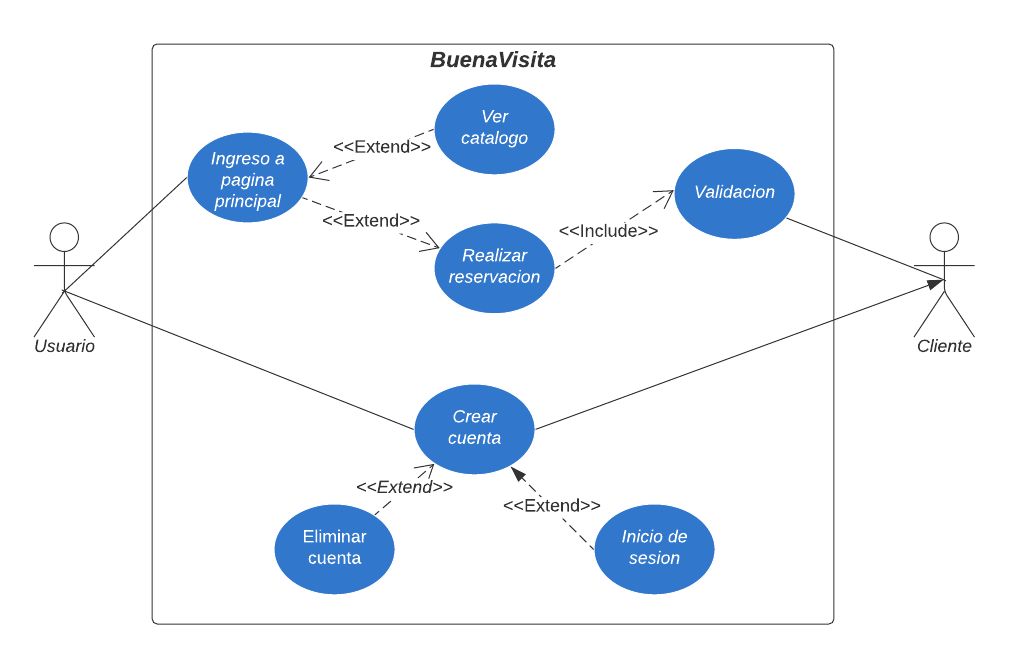 BuenaVisita
Ver
catalogo
<<Extend>>
Ingreso a
pagina
principal
Validacion
<<Extend>>
<<Include>>
Realizar
reservacion
Usuario
Cliente
Crear
cuenta
<<Extend>>
<<Extend>>
Eliminar
cuenta
Inicio de
sesion